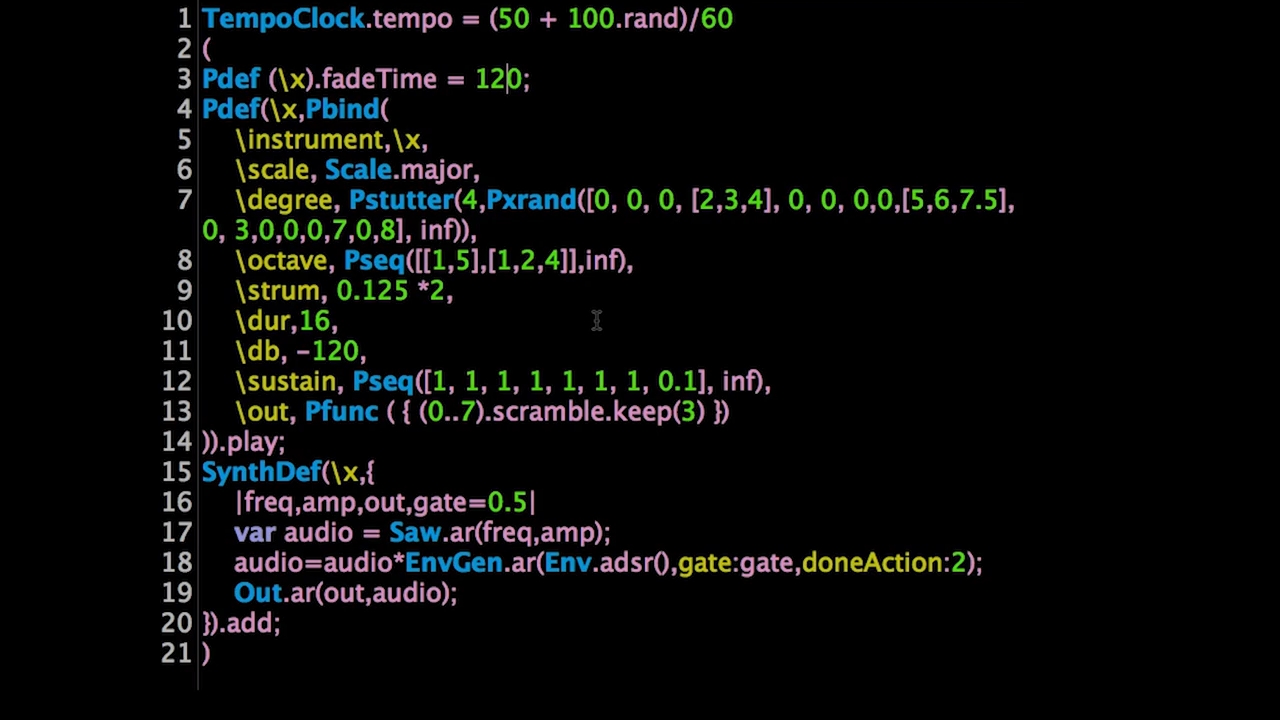 1 TempoClock.tempo = (50 + 100.rand)/60
2 (
3 Pdef (\x).fadeTime = 120;
4 Pdef(\x,Pbind(
5 \instrument,\x,
6 \scale, Scale.major,
7 \degree, Pstutter(4,Pxrand([0, 0, 0, [2,3,4], 0, 0, 0,0,[5,6,7.5],
0, 3,0,0,0,7,0,8], inf)),
8 \octave, Pseq([[1,5],[1,2,4]],inf),
9 \strum, 0.125 *2,
10 \dur,16,
11 \db, -120,
12 \sustain, Pseq([1, 1, 1, 1, 1, 1, 1, 0.1], inf),
13 \out, Pfunc ( { (0..7).scramble.keep(3) })
14 )).play;
15 SynthDef(\x,{
16 |freq,amp,out,gate=0.5|
17 var audio = Saw.ar(freq,amp);
18 audio=audio*EnvGen.ar(Env.adsr(),gate:gate,doneAction:2);
19 Out.ar(out,audio);
20 }).add;
21 )